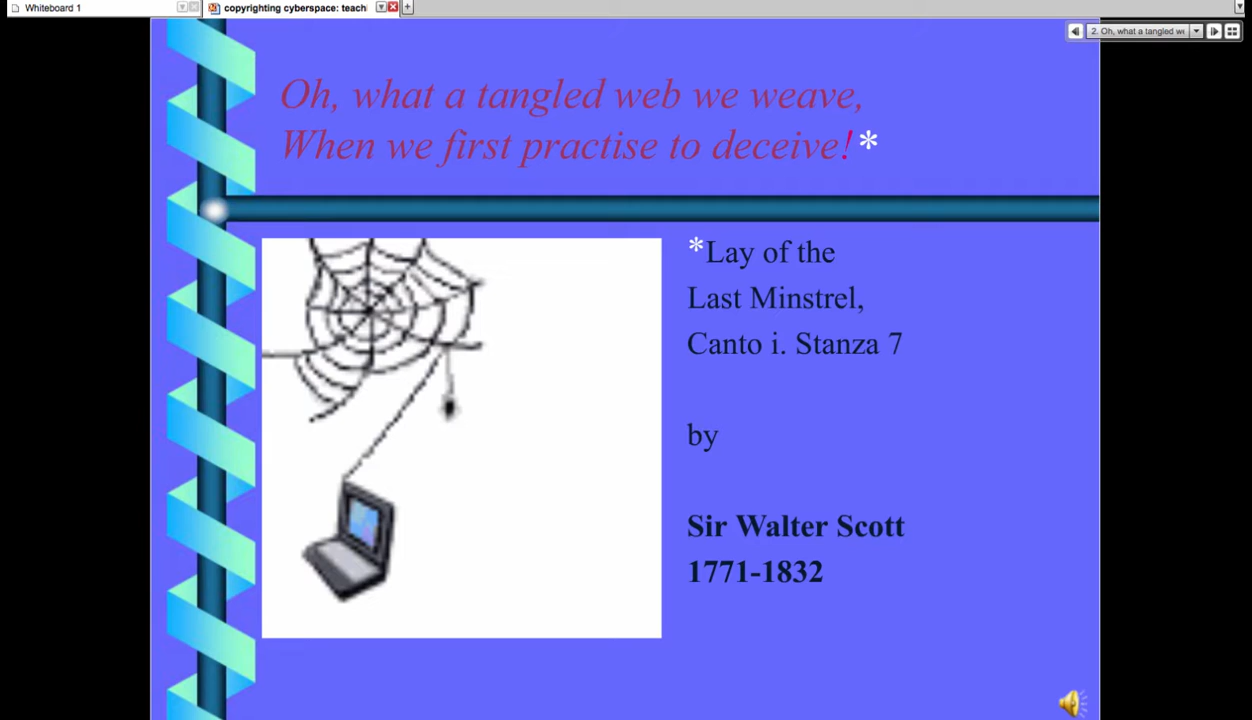 Whiteboard 1
copyrighting cyberspace: teach
2. Oh, what a tangled we
Oh, what a tangled web we weave,
When we first practise to deceive!*
*Lay of the
Last Minstrel,
Canto i. Stanza 7
by
Sir Walter Scott
1771-1832